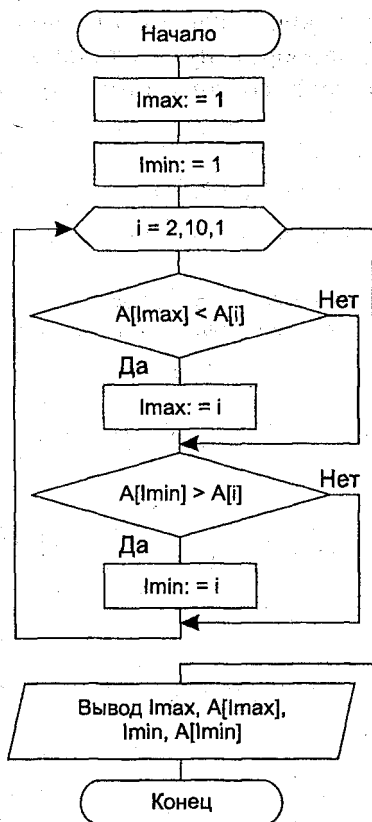 Начало
Imax: = 1
Imin: = 1
i = 2,10,1
A[Imax] < A[i]
Нет
Да
Imax: = i
A[Imin] > A[i]
Нет
Да
Imin: = i
Вывод Imax, A[Imax],
Imin, A[Imin]
Конец